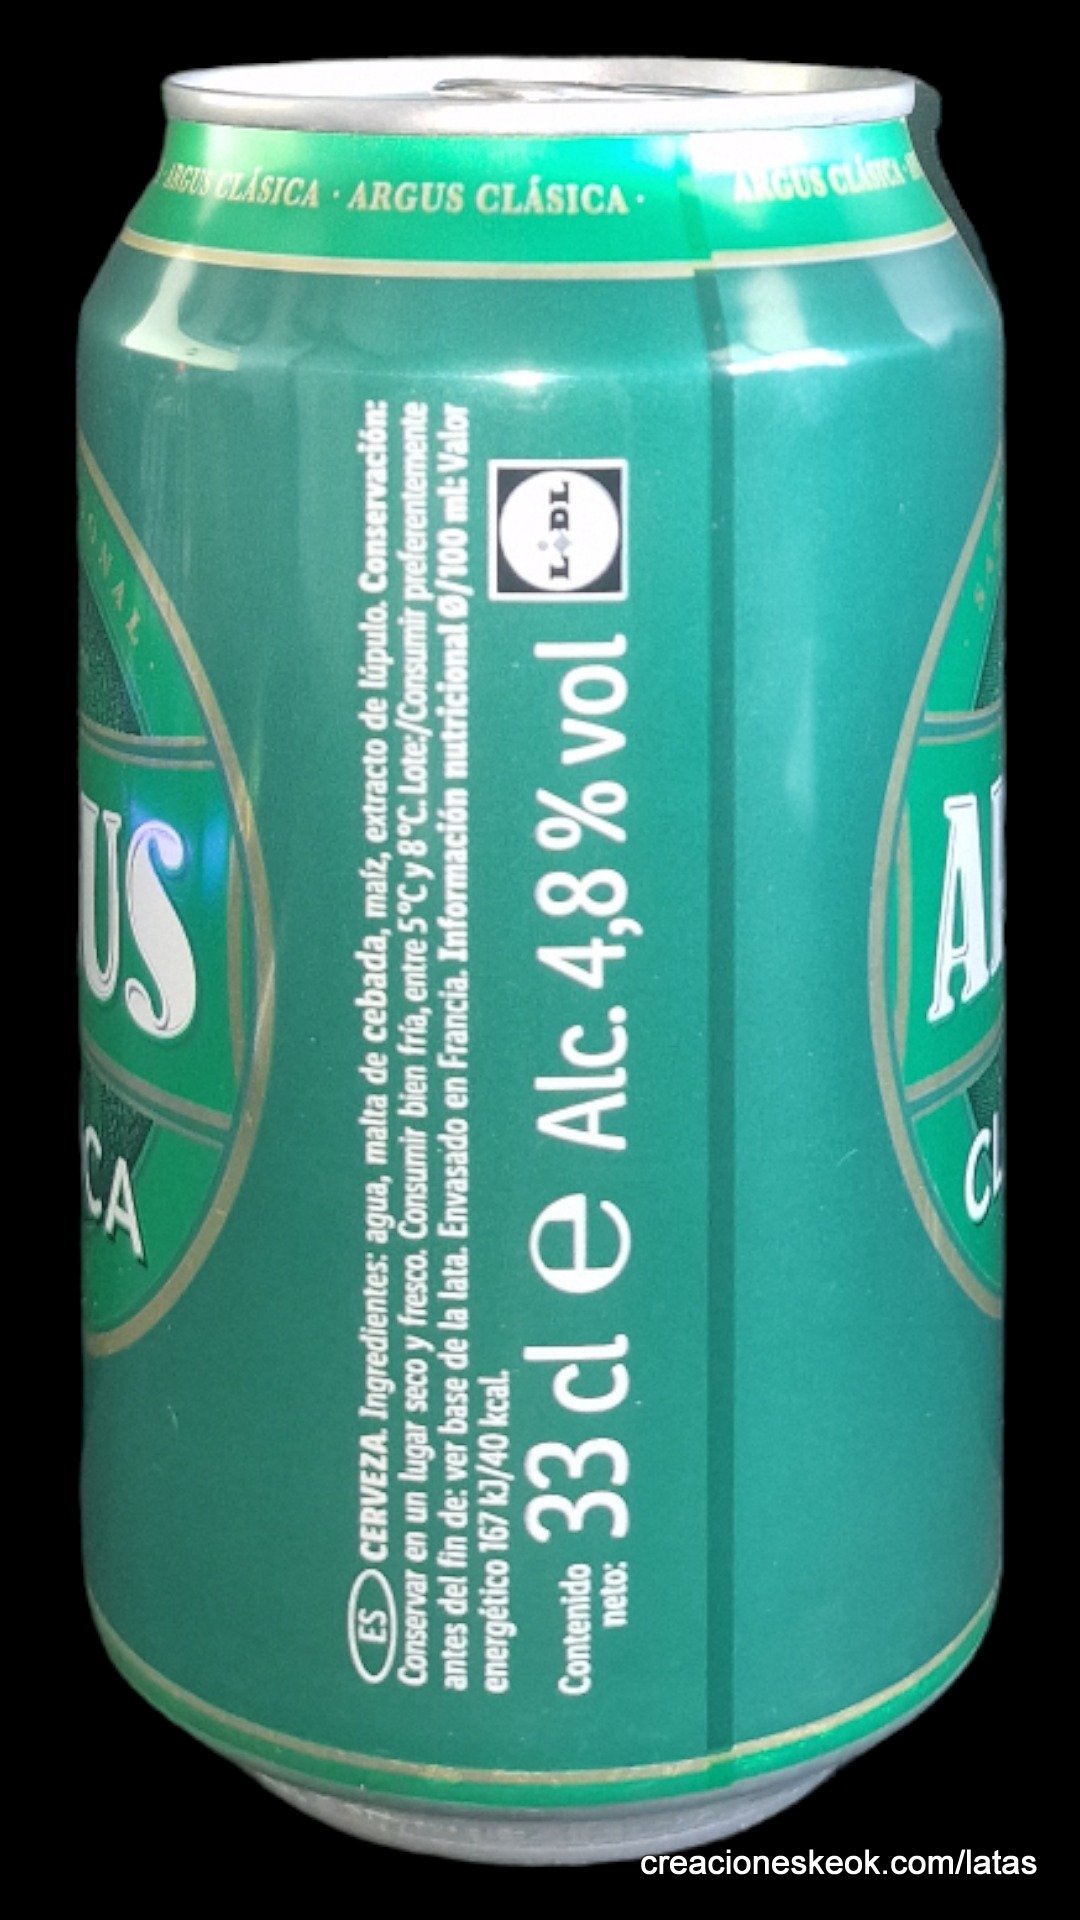 ARGUS CLÁSICA · ARGUS CLÁSICA ·
ARGUS CLÁSICA ·
ES CERVEZA. Ingredientes: agua, malta de cebada, maíz, extracto de lúpulo. Conservación:
Conservar en un lugar seco y fresco. Consumir bien fría, entre 5 °C y 8 °C. Lote:/Consumir preferentemente
antes del fin de: ver base de la lata. Envasado en Francia. Información nutricional Ø/100 ml: Valor
energético 167 kJ/40 kcal.
Contenido
neto: 33 cl e Alc. 4,8 % vol
LIDL
US
CA
A
CL
creacioneskeok.com/latas